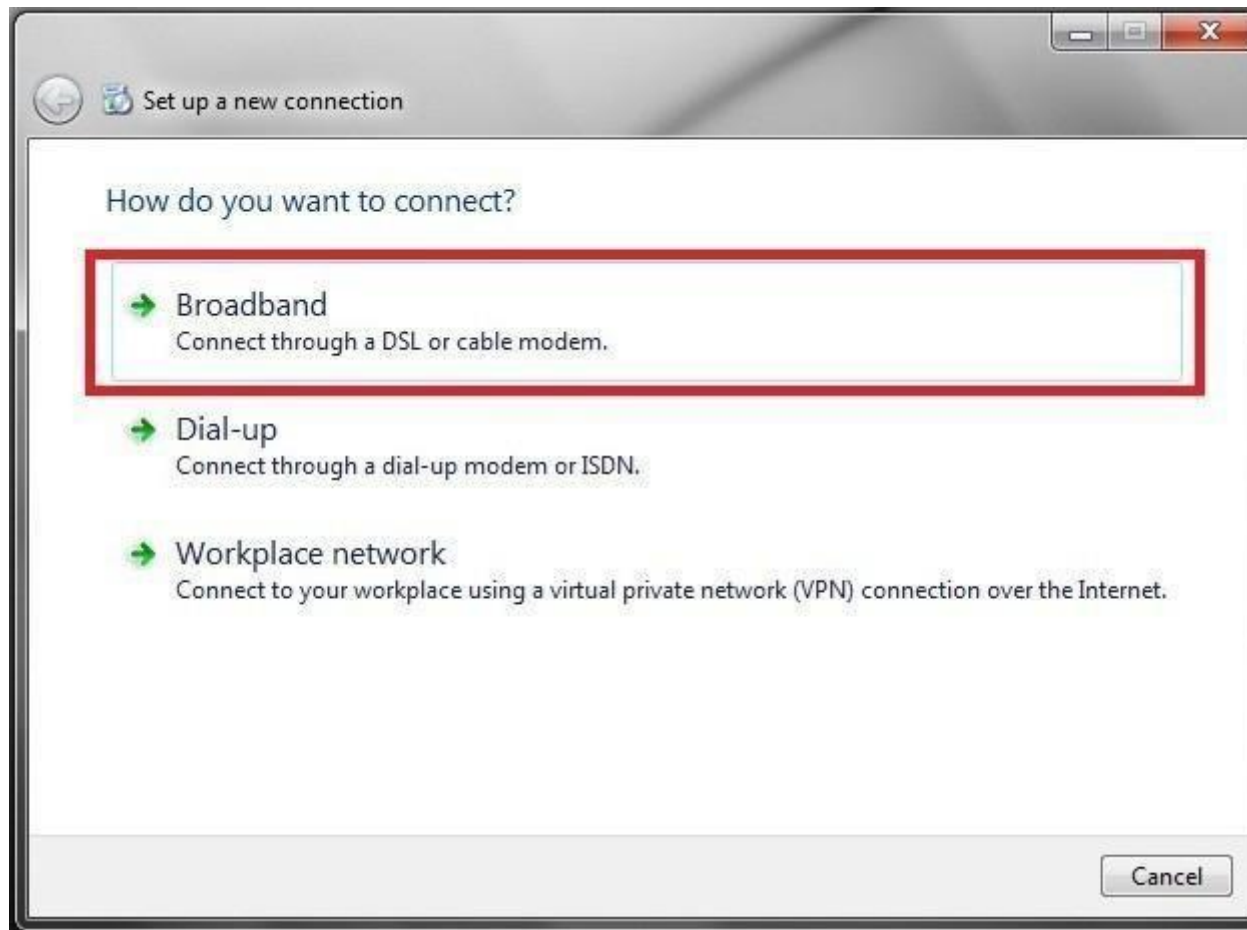 Set up a new connection
How do you want to connect?
Broadband
Connect through a DSL or cable modem.
Dial-up
Connect through a dial-up modem or ISDN.
Workplace network
Connect to your workplace using a virtual private network (VPN) connection over the Internet.
Cancel